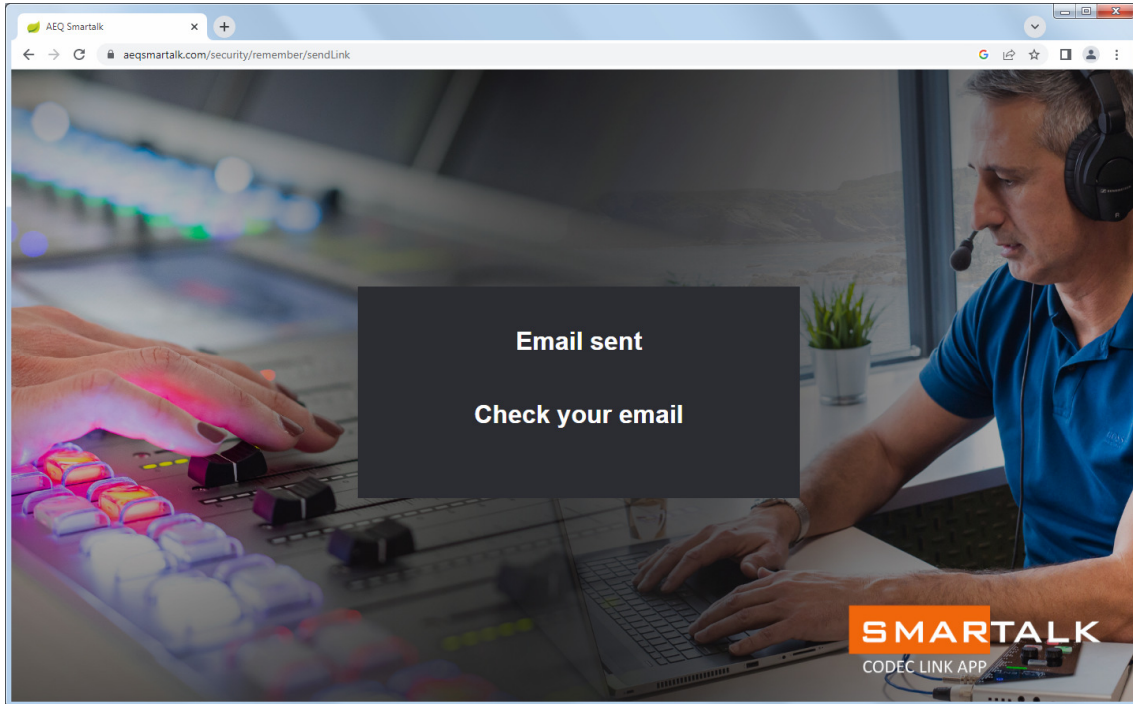 AEQ Smartalk
aeqsmartalk.com/security/remember/sendLink
Email sent
Check your email
SMARTALK
CODEC LINK APP